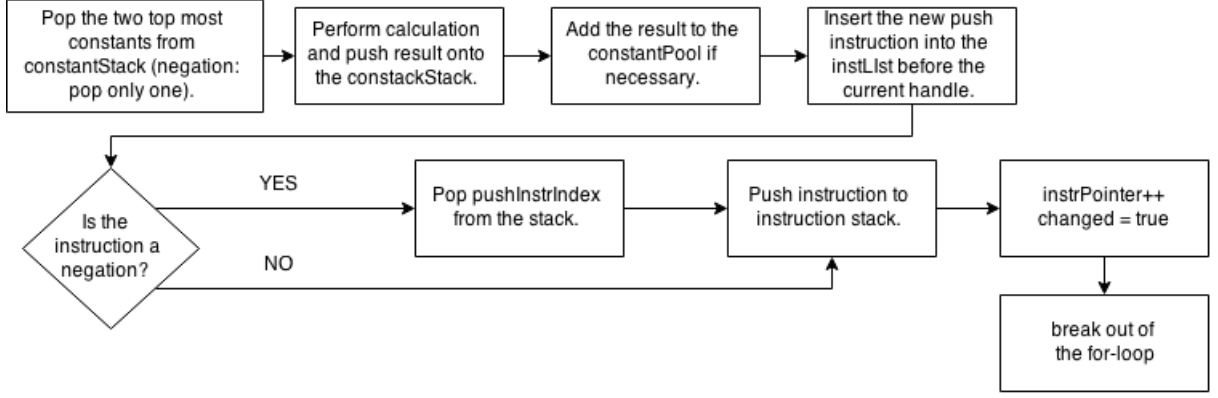 Pop the two top most
constants from
constantStack (negation:
pop only one).
Perform calculation
and push result onto
the constackStack.
Add the result to the
constantPool if
necessary.
Insert the new push
instruction into the
instLIst before the
current handle.
Is the
instruction a
negation?
YES
NO
Pop pushInstrIndex
from the stack.
Push instruction to
instruction stack.
instrPointer++
changed = true
break out of
the for-loop